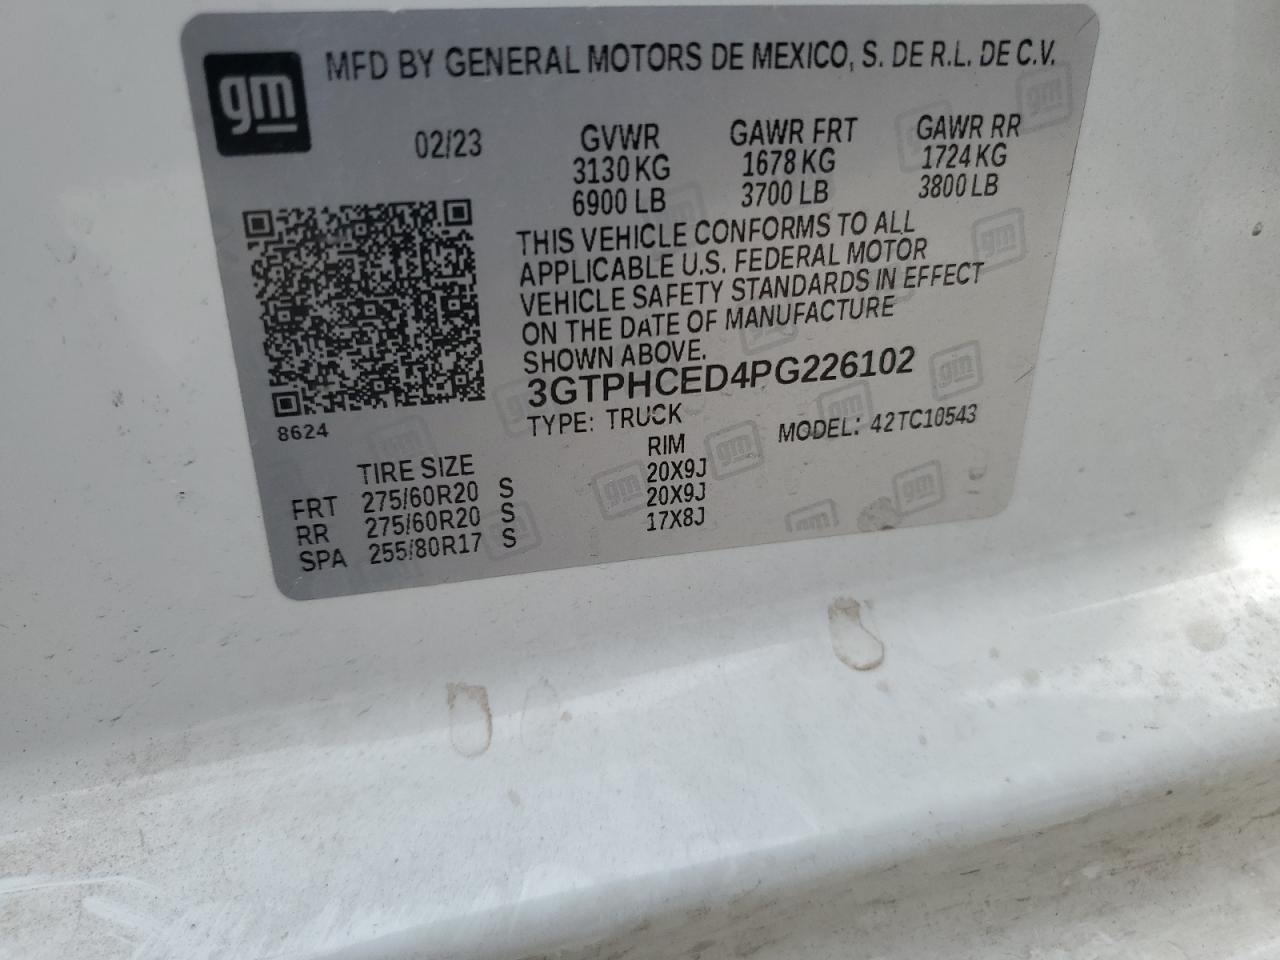 gm
MFD BY GENERAL MOTORS DE MEXICO, S. DE R.L. DE C.V.
02/23
GVWR GAWR FRT GAWR RR
3130 KG 1678 KG 1724 KG
6900 LB 3700 LB 3800 LB
THIS VEHICLE CONFORMS TO ALL
APPLICABLE U.S. FEDERAL MOTOR
VEHICLE SAFETY STANDARDS IN EFFECT
ON THE DATE OF MANUFACTURE
SHOWN ABOVE.
3GTPHCED4PG226102
8624
TYPE: TRUCK MODEL: 42TC10543
TIRE SIZE RIM
FRT 275/60R20 S 20X9J
RR 275/60R20 S 20X9J
SPA 255/80R17 S 17X8J